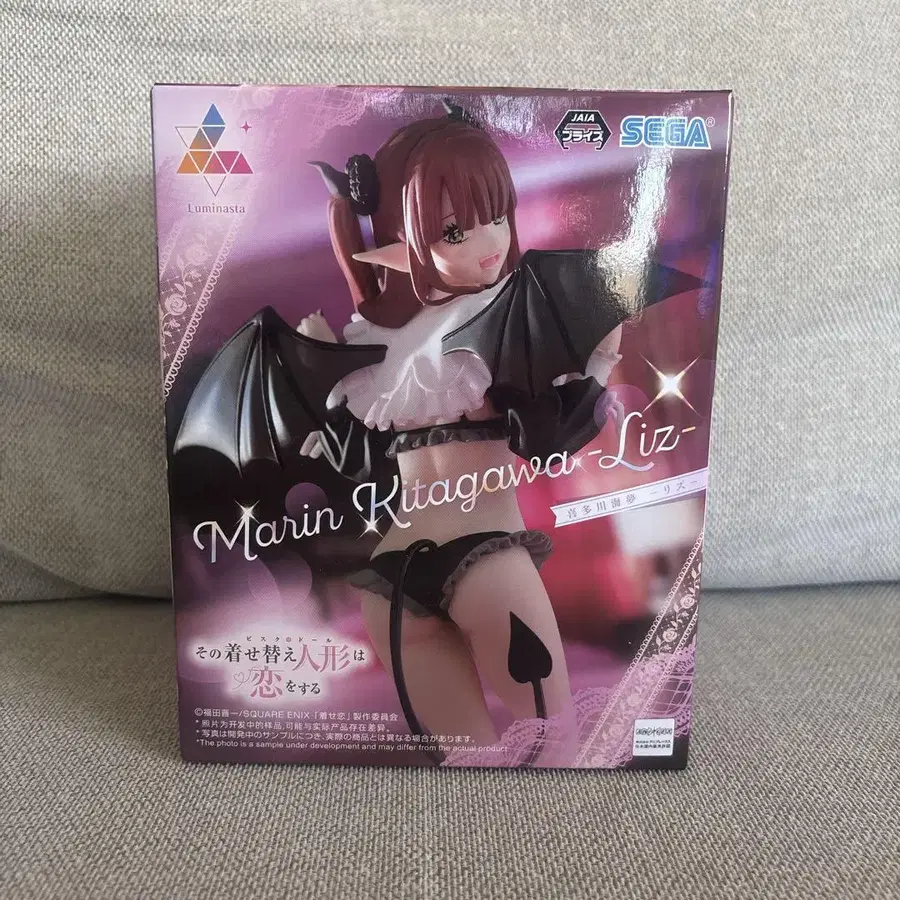 Luminasta
JAIA
プライズ
SEGA®
Marin Kitagawa -Liz-
喜多川海夢 -リズ-
ビスク・ドール
その着せ替え人形は
恋をする
©福田晋一/SQUARE ENIX「着せ恋」製作委員会
*照片为开发中的样品,可能与实际产品存在差异。
*写真は開発中のサンプルにつき、実際の商品とは異なる場合があります。
*The photo is a sample under development and may differ from the actual product